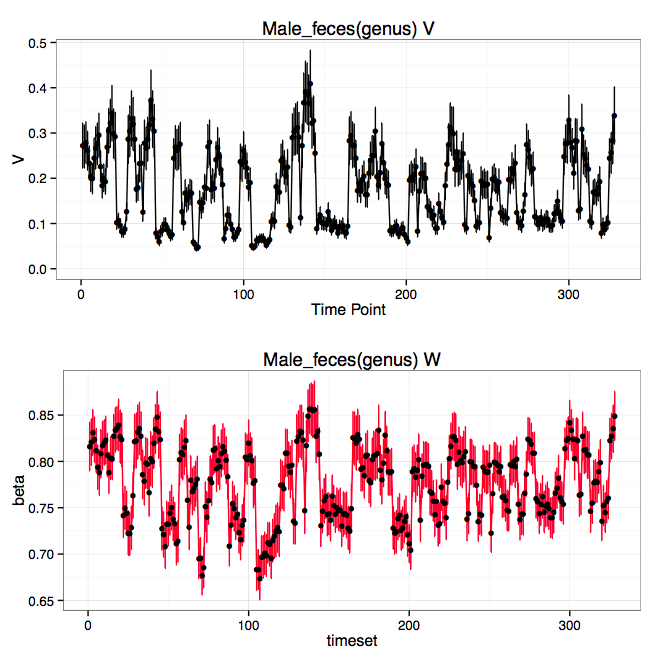 Male_feces(genus) V
0.5
0.4
0.3
0.2
0.1
0.0
V
0 100 200 300
Time Point
Male_feces(genus) W
0.85
0.80
0.75
0.70
0.65
beta
0 100 200 300
timeset